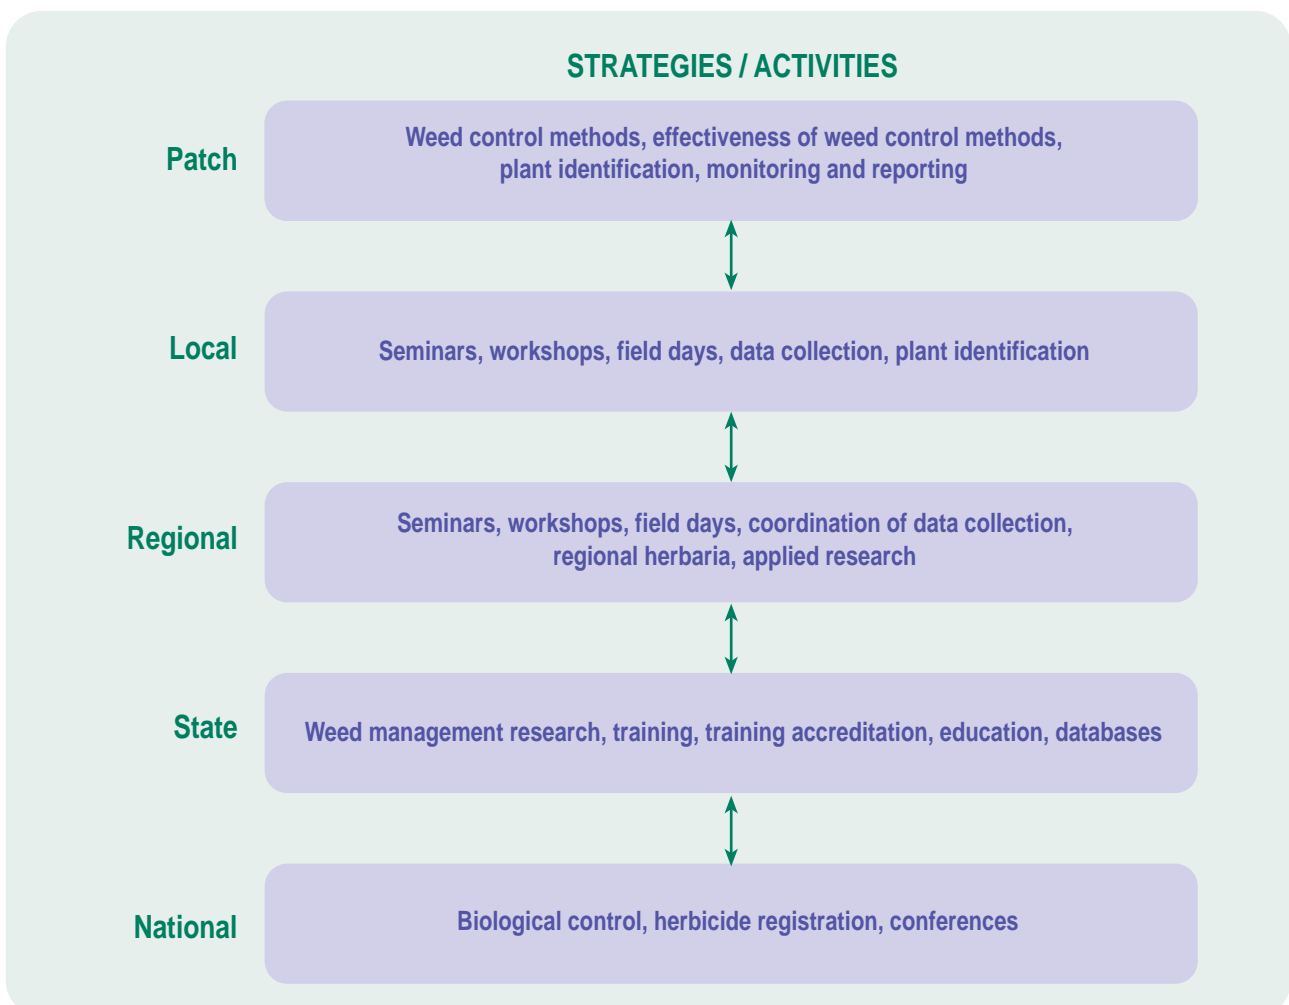 STRATEGIES / ACTIVITIES
Patch
Weed control methods, effectiveness of weed control methods,
plant identification, monitoring and reporting
Local
Seminars, workshops, field days, data collection, plant identification
Regional
Seminars, workshops, field days, coordination of data collection,
regional herbaria, applied research
State
Weed management research, training, training accreditation, education, databases
National
Biological control, herbicide registration, conferences